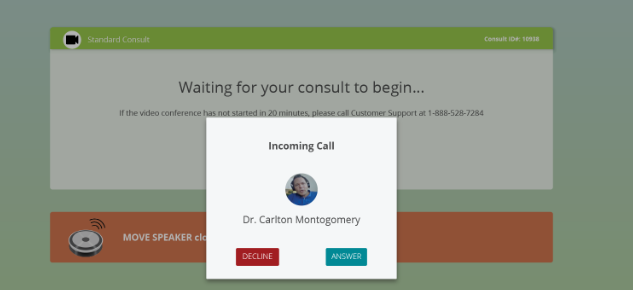 Standard Consult
Consult ID#: 10938
Waiting for your consult to begin...
If the video conference has not started in 20 minutes, please call Customer Support at 1-888-528-7284
Incoming Call
Dr. Carlton Montogomery
MOVE SPEAKER clo
DECLINE
ANSWER